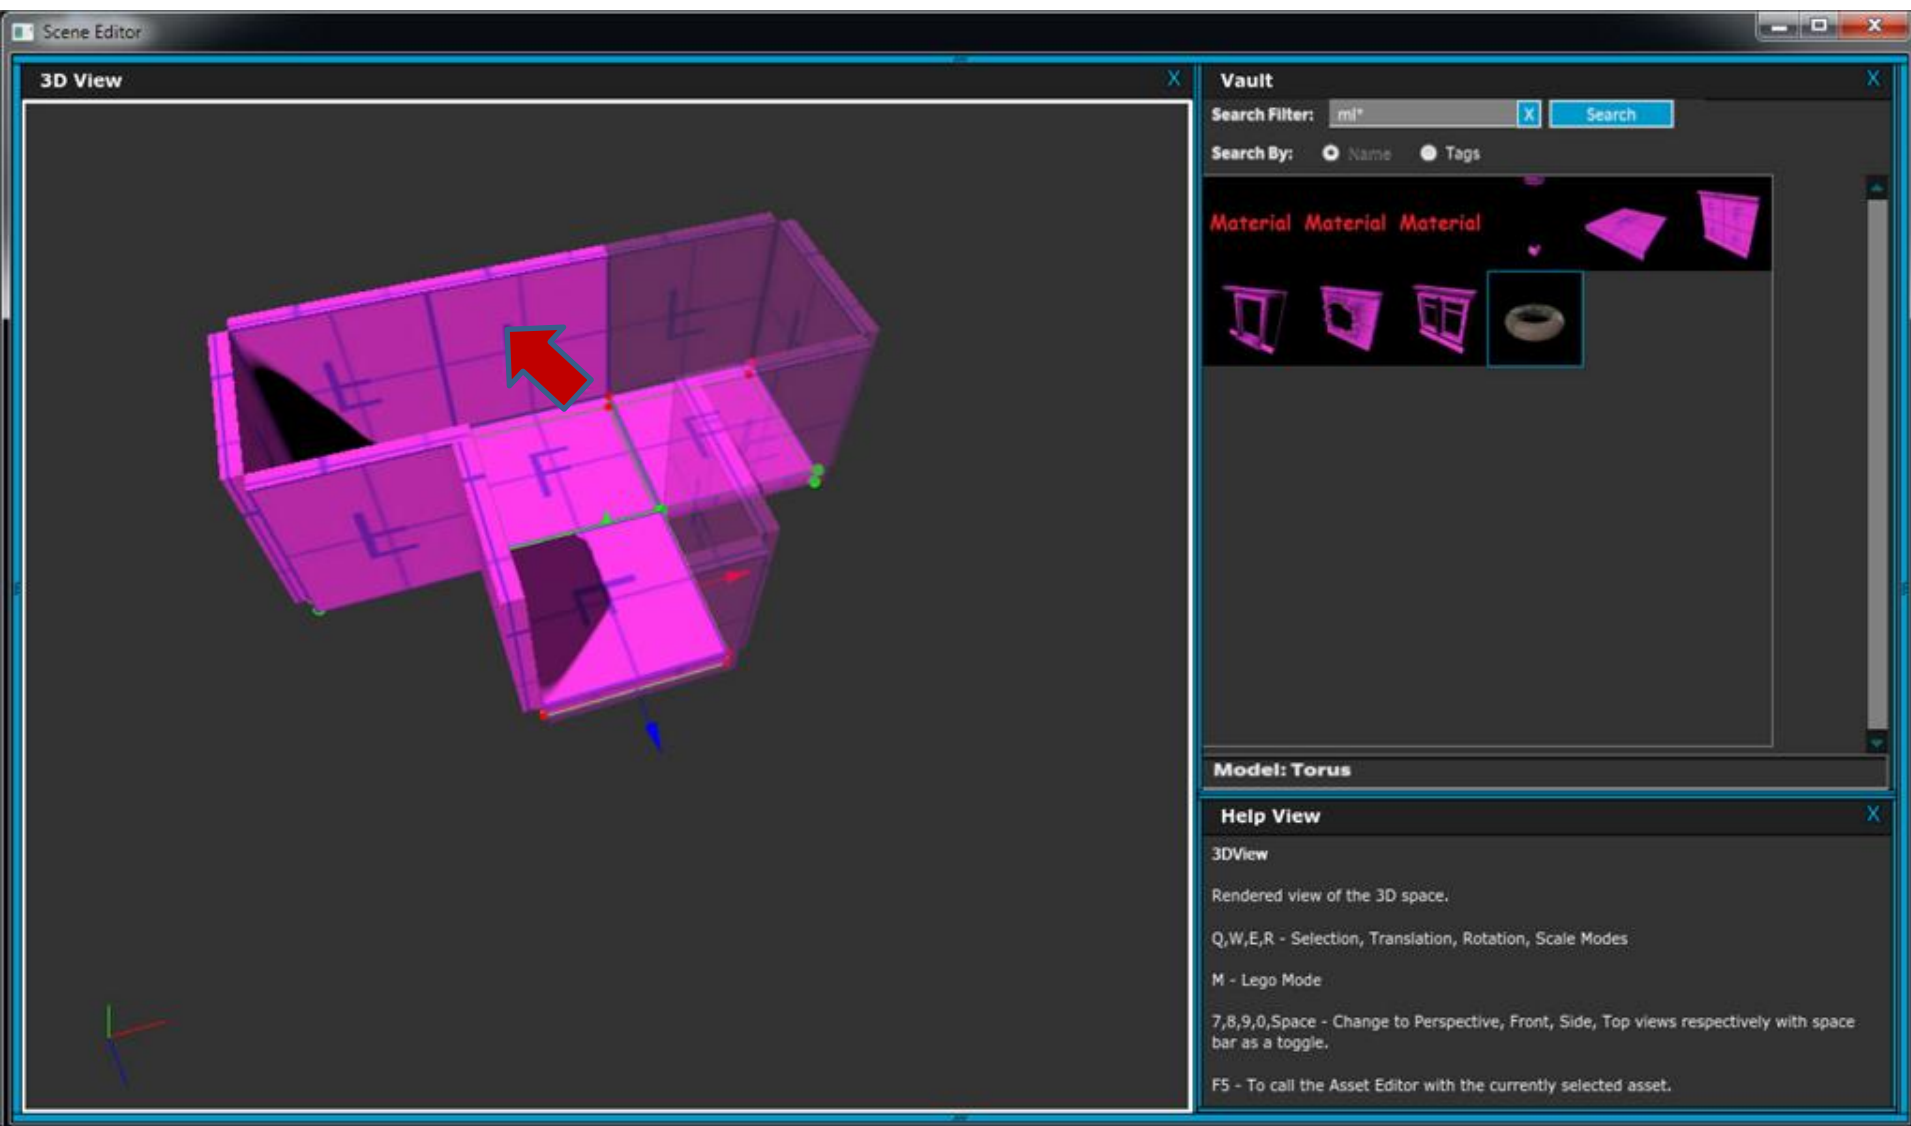 Scene Editor
3D View X
Vault X
Search Filter: ml* X Search
Search By: Name Tags
Material Material Material
Model: Torus
Help View X
3DView
Rendered view of the 3D space.
Q,W,E,R - Selection, Translation, Rotation, Scale Modes
M - Lego Mode
7,8,9,0,Space - Change to Perspective, Front, Side, Top views respectively with space
bar as a toggle.
F5 - To call the Asset Editor with the currently selected asset.